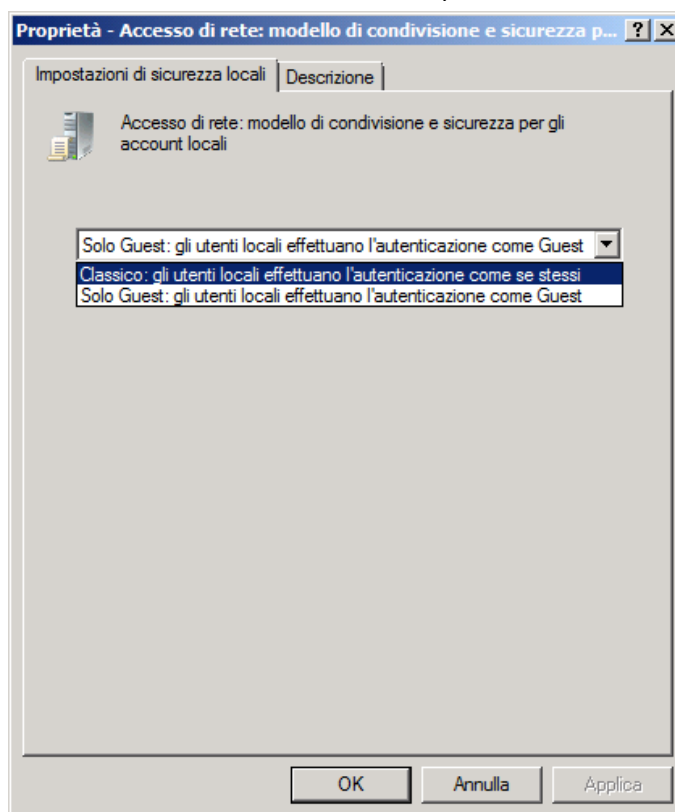 Proprietà - Accesso di rete: modello di condivisione e sicurezza p...
Impostazioni di sicurezza locali
Descrizione
Accesso di rete: modello di condivisione e sicurezza per gli
account locali
Solo Guest: gli utenti locali effettuano l'autenticazione come Guest
Classico: gli utenti locali effettuano l'autenticazione come se stessi
Solo Guest: gli utenti locali effettuano l'autenticazione come Guest
OK
Annulla
Applica